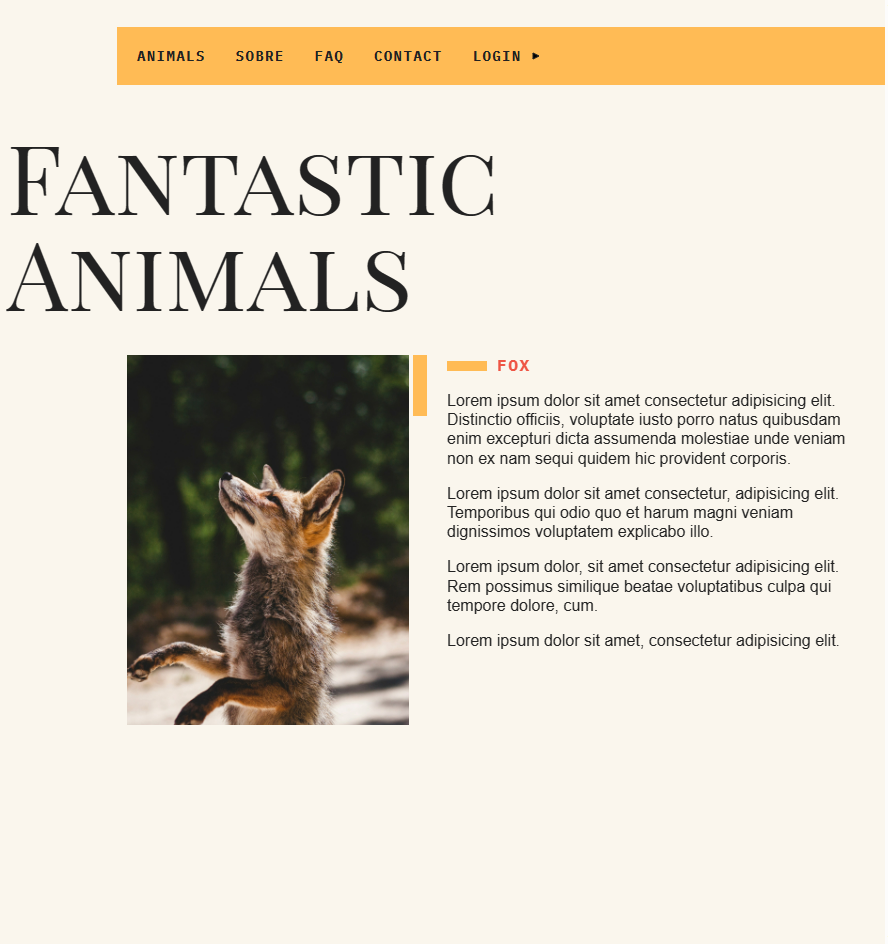 ANIMALS SOBRE FAQ CONTACT LOGIN ▸
FANTASTIC
ANIMALS
FOX
Lorem ipsum dolor sit amet consectetur adipisicing elit.
Distinctio officiis, voluptate iusto porro natus quibusdam
enim excepturi dicta assumenda molestiae unde veniam
non ex nam sequi quidem hic provident corporis.
Lorem ipsum dolor sit amet consectetur, adipisicing elit.
Temporibus qui odio quo et harum magni veniam
dignissimos voluptatem explicabo illo.
Lorem ipsum dolor, sit amet consectetur adipisicing elit.
Rem possimus similique beatae voluptatibus culpa qui
tempore dolore, cum.
Lorem ipsum dolor sit amet, consectetur adipisicing elit.